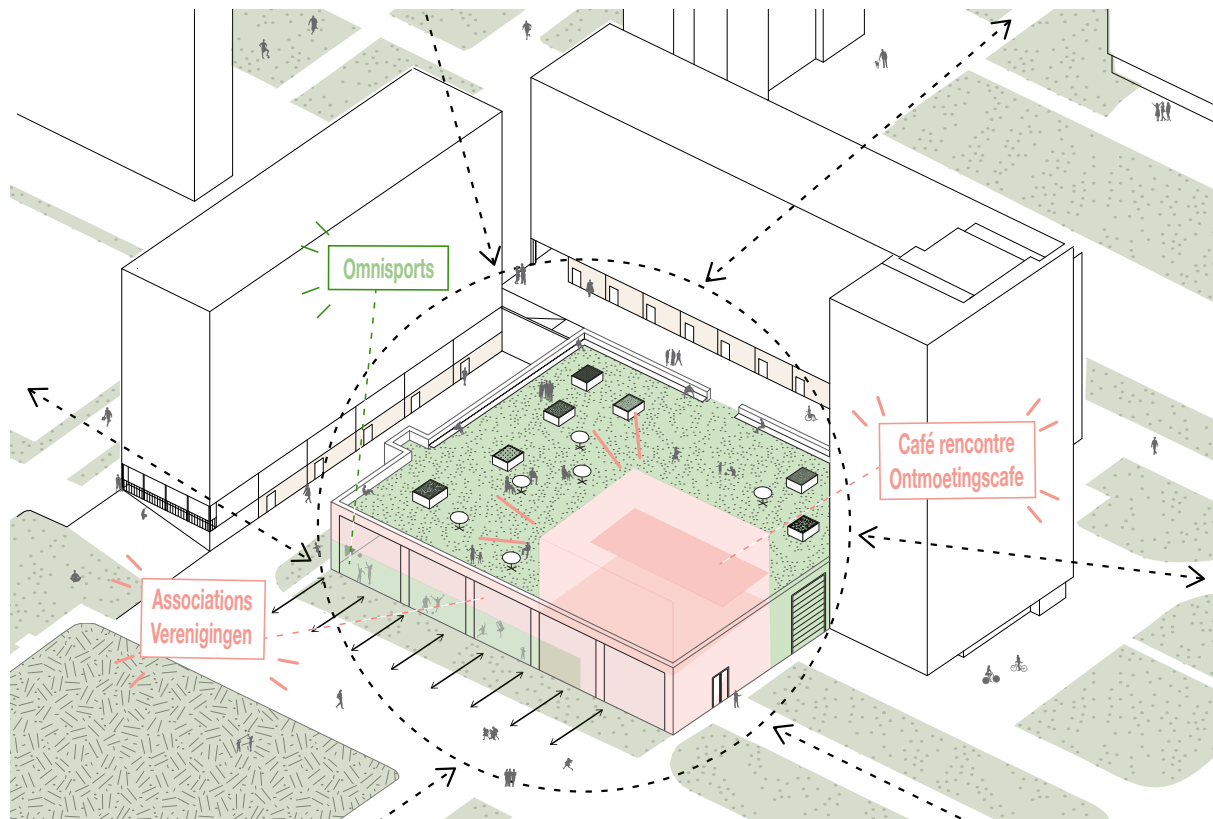 Omnisports
Café rencontre
Ontmoetingscafe
Associations
Verenigingen